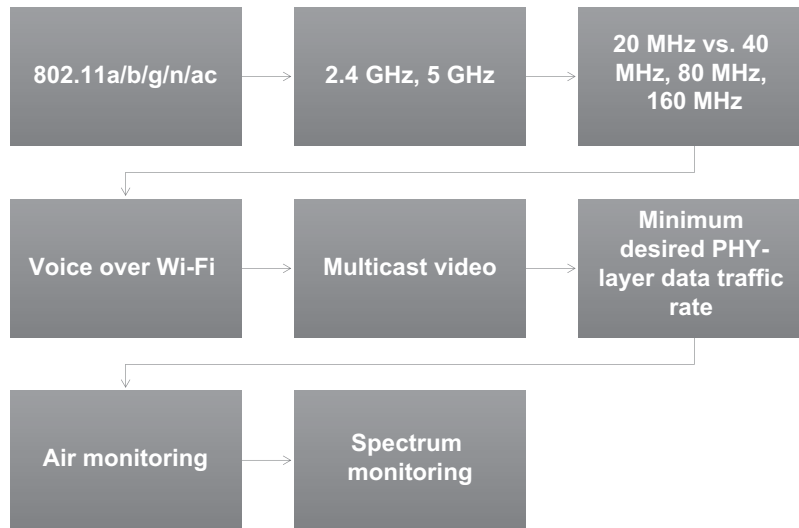 802.11a/b/g/n/ac
2.4 GHz, 5 GHz
20 MHz vs. 40
MHz, 80 MHz,
160 MHz
Voice over Wi-Fi
Multicast video
Minimum
desired PHY-
layer data traffic
rate
Air monitoring
Spectrum
monitoring